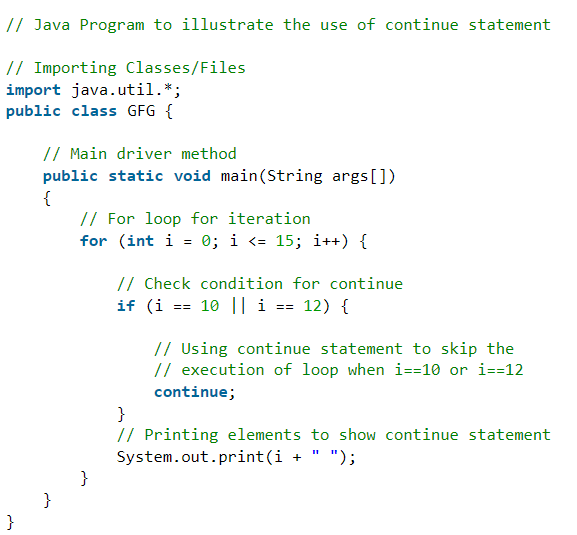 // Java Program to illustrate the use of continue statement

// Importing Classes/Files
import java.util.*;
public class GFG {

    // Main driver method
    public static void main(String args[])
    {
        // For loop for iteration
        for (int i = 0; i <= 15; i++) {

            // Check condition for continue
            if (i == 10 || i == 12) {

                // Using continue statement to skip the
                // execution of loop when i==10 or i==12
                continue;
            }
            // Printing elements to show continue statement
            System.out.print(i + " ");
        }
    }
}